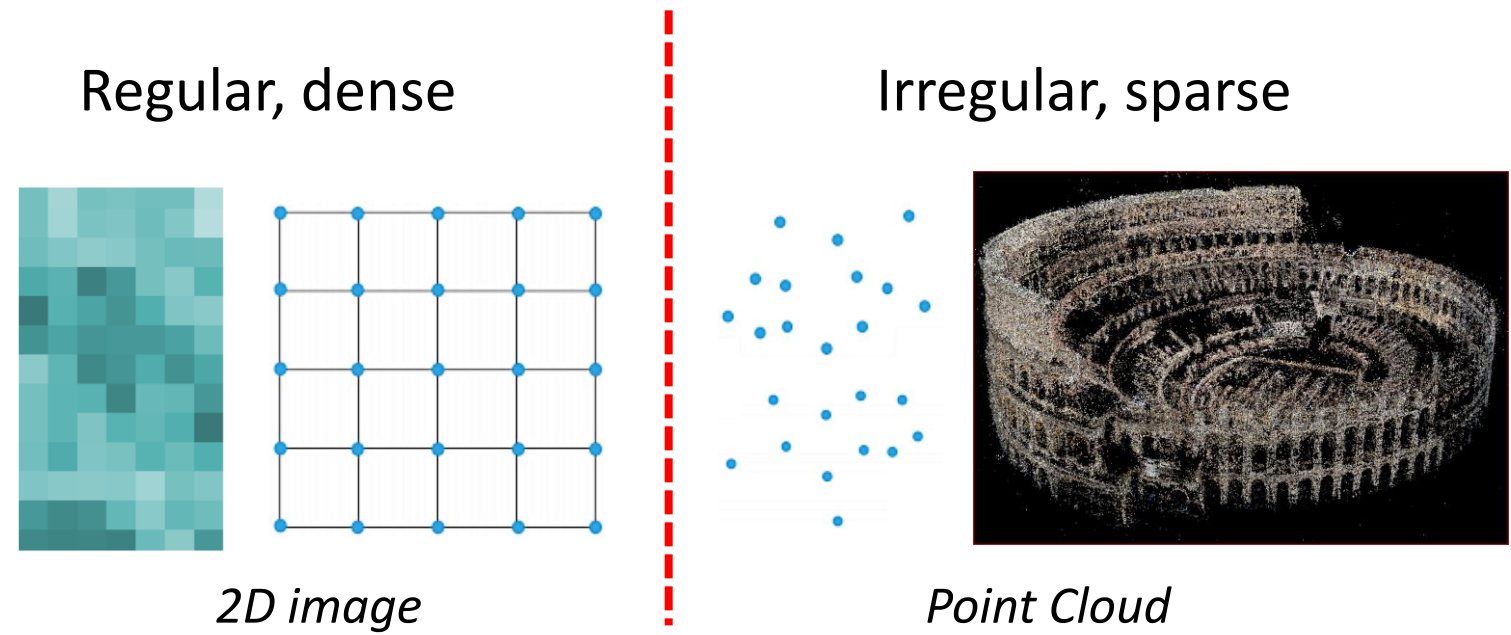 Regular, dense
Irregular, sparse
2D image
Point Cloud